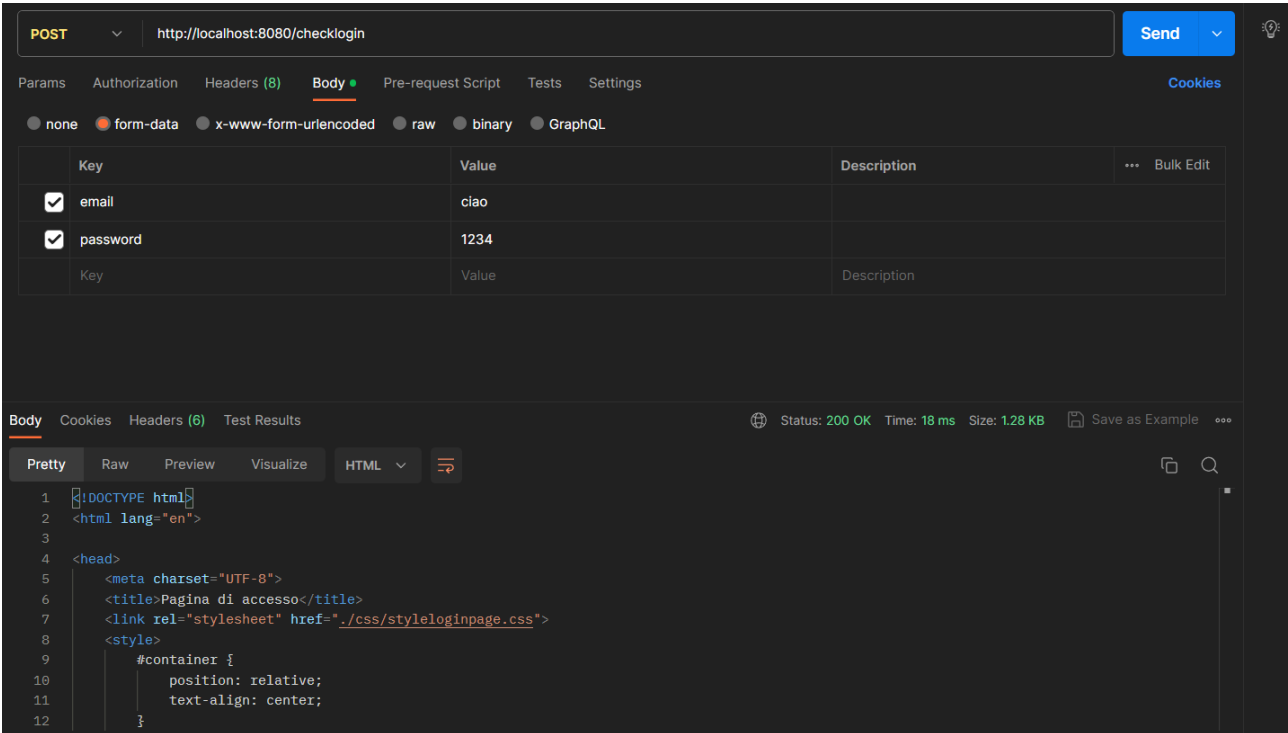 POST http://localhost:8080/checklogin Send
Params Authorization Headers (8) Body Pre-request Script Tests Settings Cookies
none form-data x-www-form-urlencoded raw binary GraphQL
Key Value Description Bulk Edit
email ciao
password 1234
Key Value Description
Body Cookies Headers (6) Test Results Status: 200 OK Time: 18 ms Size: 1.28 KB Save as Example
Pretty Raw Preview Visualize HTML
1 <!DOCTYPE html>
2 <html lang="en">
3
4 <head>
5 <meta charset="UTF-8">
6 <title>Pagina di accesso</title>
7 <link rel="stylesheet" href="./css/styleloginpage.css">
8 <style>
9 #container {
10 position: relative;
11 text-align: center;
12 }